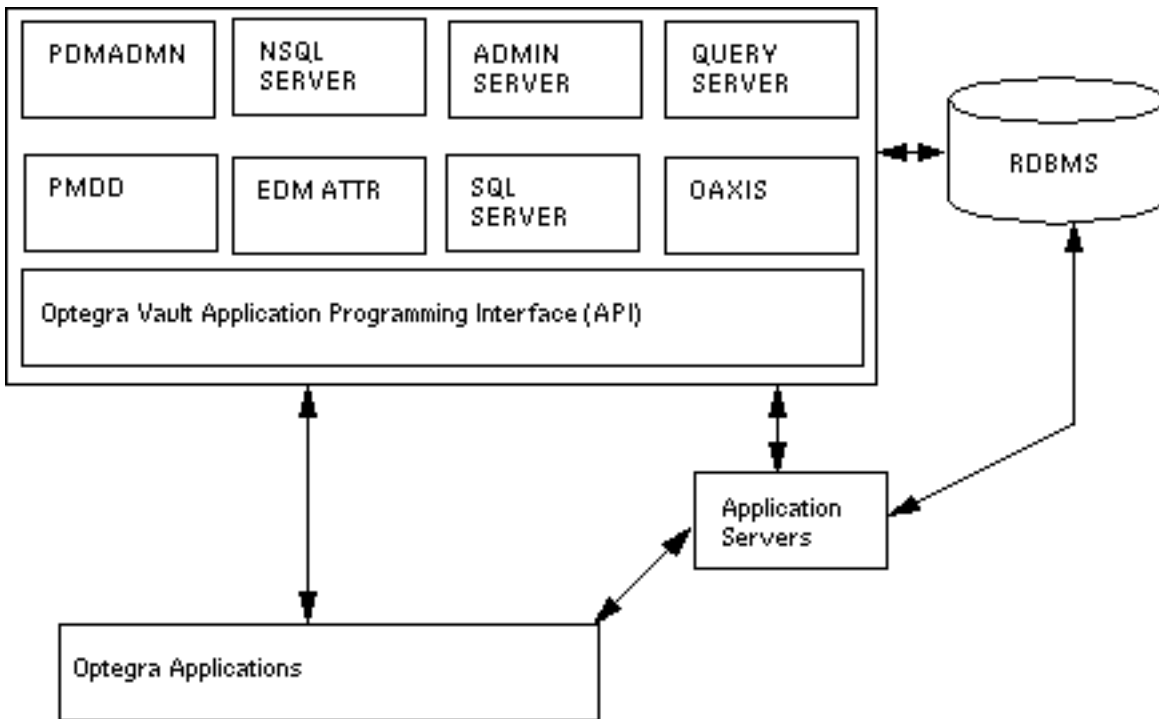 PDMADMN
NSQL
SERVER
ADMIN
SERVER
QUERY
SERVER
RDBMS
PMDD
EDM ATTR
SQL
SERVER
OAXIS
Optegra Vault Application Programming Interface (API)
Application
Servers
Optegra Applications